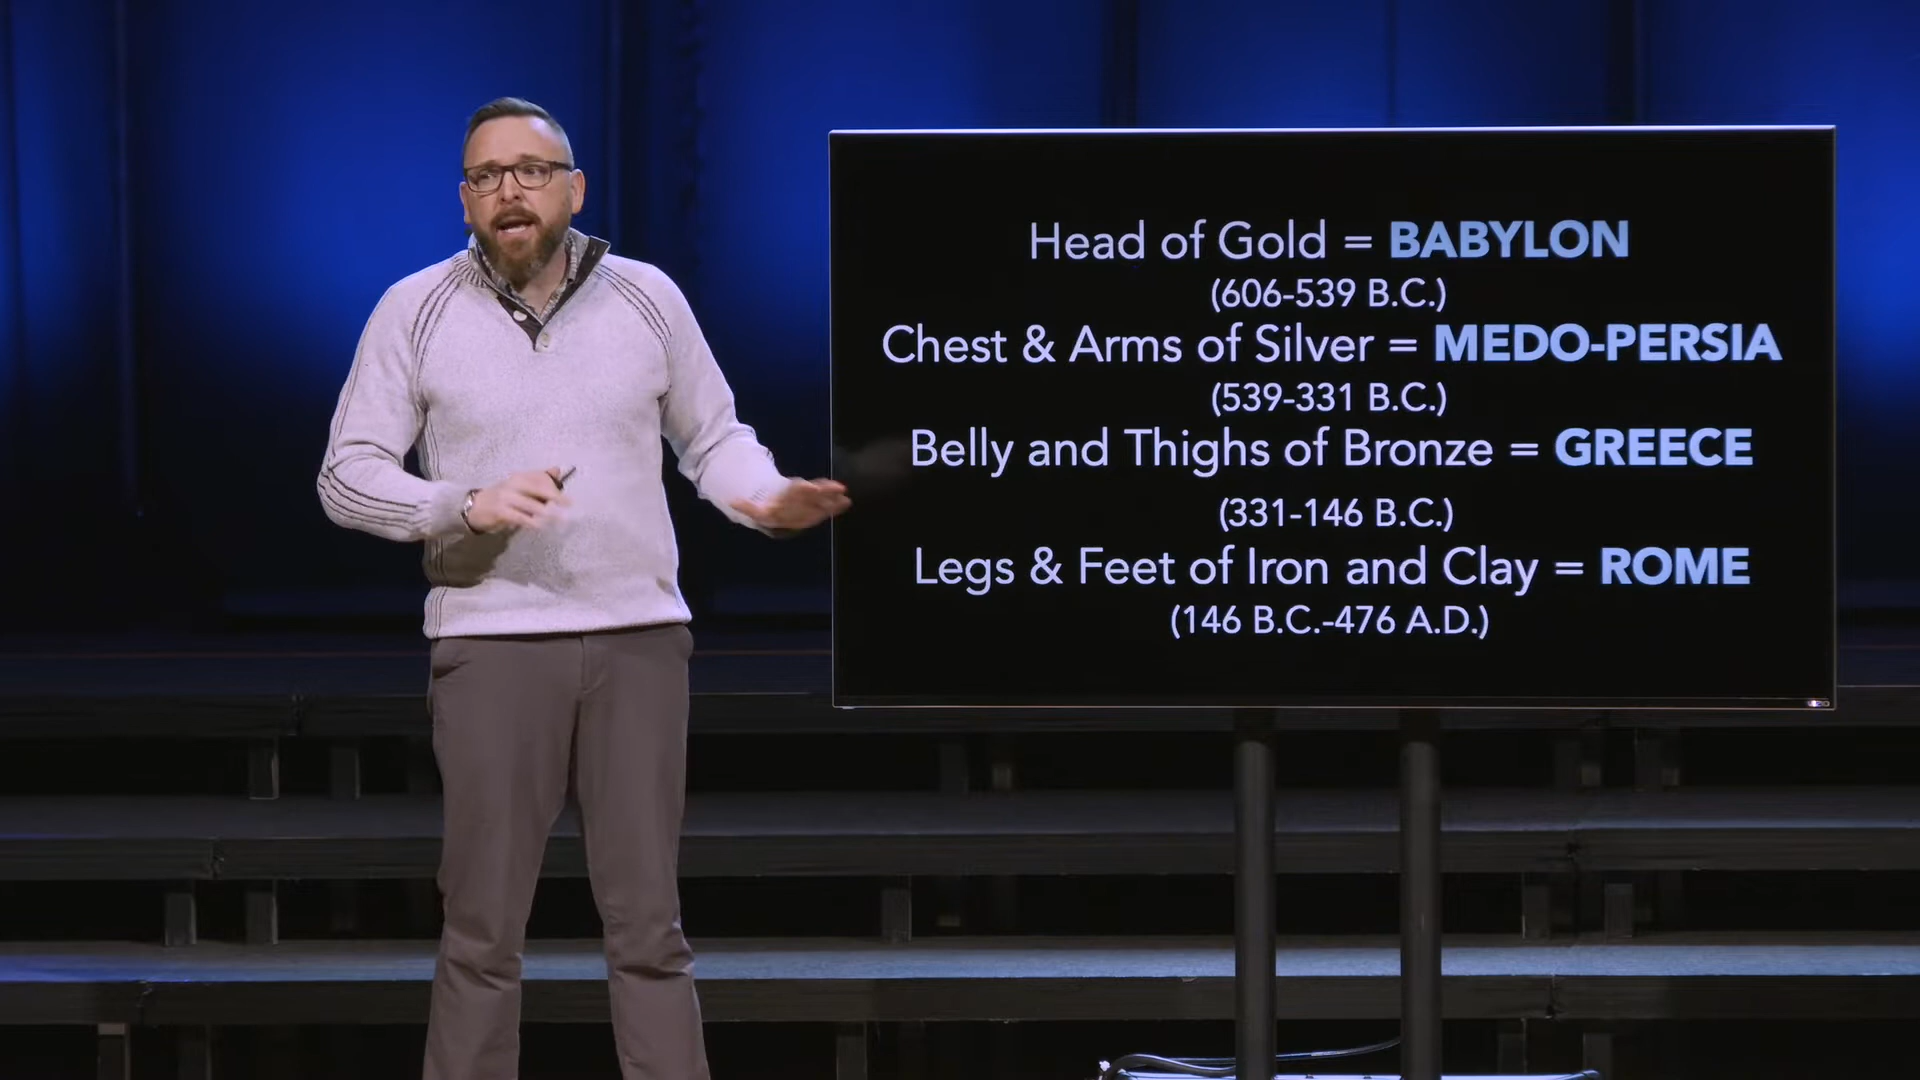 Head of Gold = BABYLON
(606-539 B.C.)
Chest & Arms of Silver = MEDO-PERSIA
(539-331 B.C.)
Belly and Thighs of Bronze = GREECE
(331-146 B.C.)
Legs & Feet of Iron and Clay = ROME
(146 B.C.-476 A.D.)
VIZIO